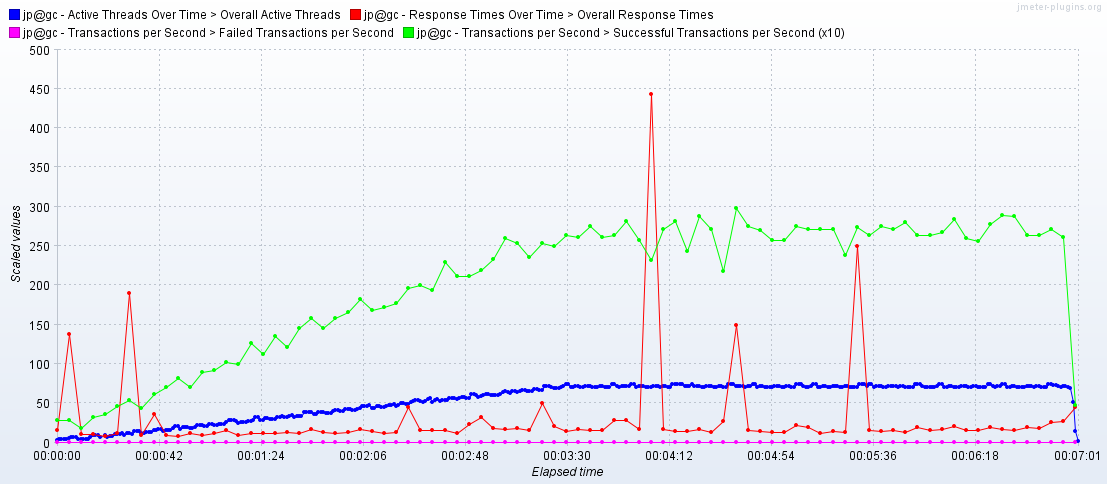 jmeter-plugins.org
jp@gc - Active Threads Over Time > Overall Active Threads jp@gc - Response Times Over Time > Overall Response Times
jp@gc - Transactions per Second > Failed Transactions per Second jp@gc - Transactions per Second > Successful Transactions per Second (x10)
500
450
400
350
300
250
200
150
100
50
0
Scaled values
00:00:00 00:00:42 00:01:24 00:02:06 00:02:48 00:03:30 00:04:12 00:04:54 00:05:36 00:06:18 00:07:01
Elapsed time